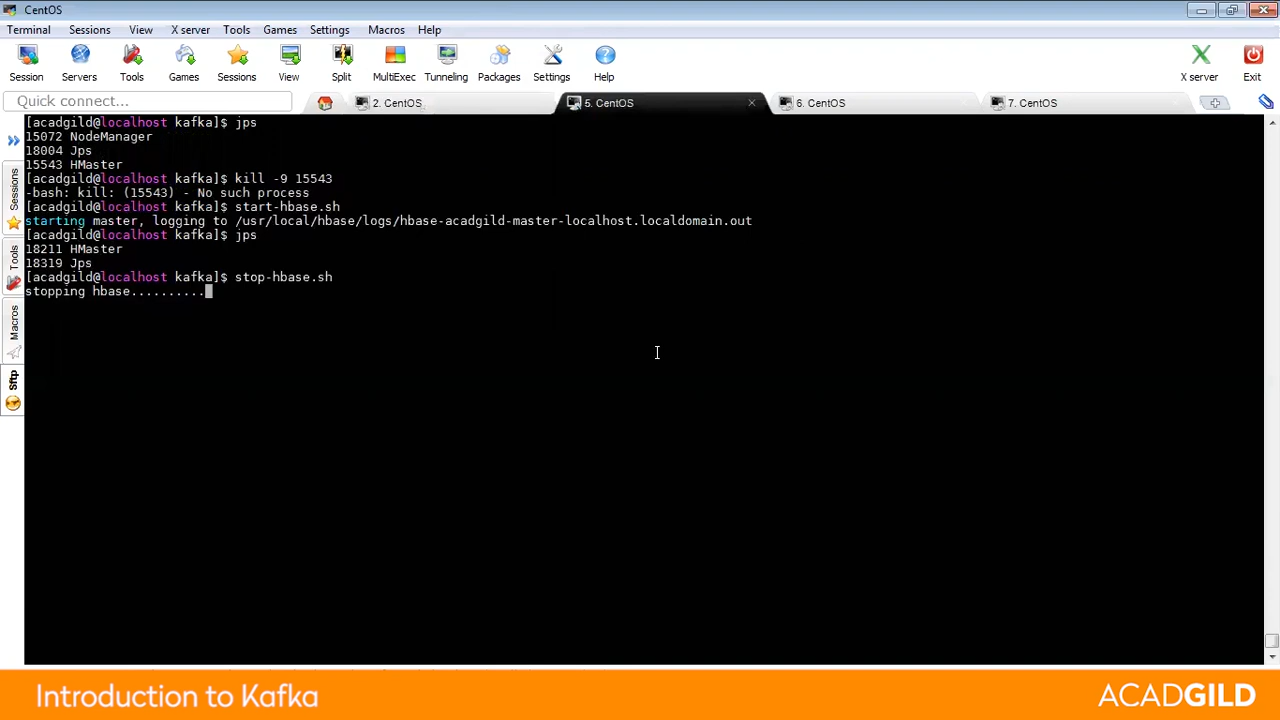 CentOS
Terminal Sessions View X server Tools Games Settings Macros Help
Session Servers Tools Games Sessions View Split MultiExec Tunneling Packages Settings Help X server Exit
Quick connect...
2. CentOS
5. CentOS
6. CentOS
7. CentOS
Sessions
Tools
Macros
Sftp
[acadgild@localhost kafka]$ jps
15072 NodeManager
18004 Jps
15543 HMaster
[acadgild@localhost kafka]$ kill -9 15543
-bash: kill: (15543) - No such process
[acadgild@localhost kafka]$ start-hbase.sh
starting master, logging to /usr/local/hbase/logs/hbase-acadgild-master-localhost.localdomain.out
[acadgild@localhost kafka]$ jps
18211 HMaster
18319 Jps
[acadgild@localhost kafka]$ stop-hbase.sh
stopping hbase..........
Introduction to Kafka
ACADGILD